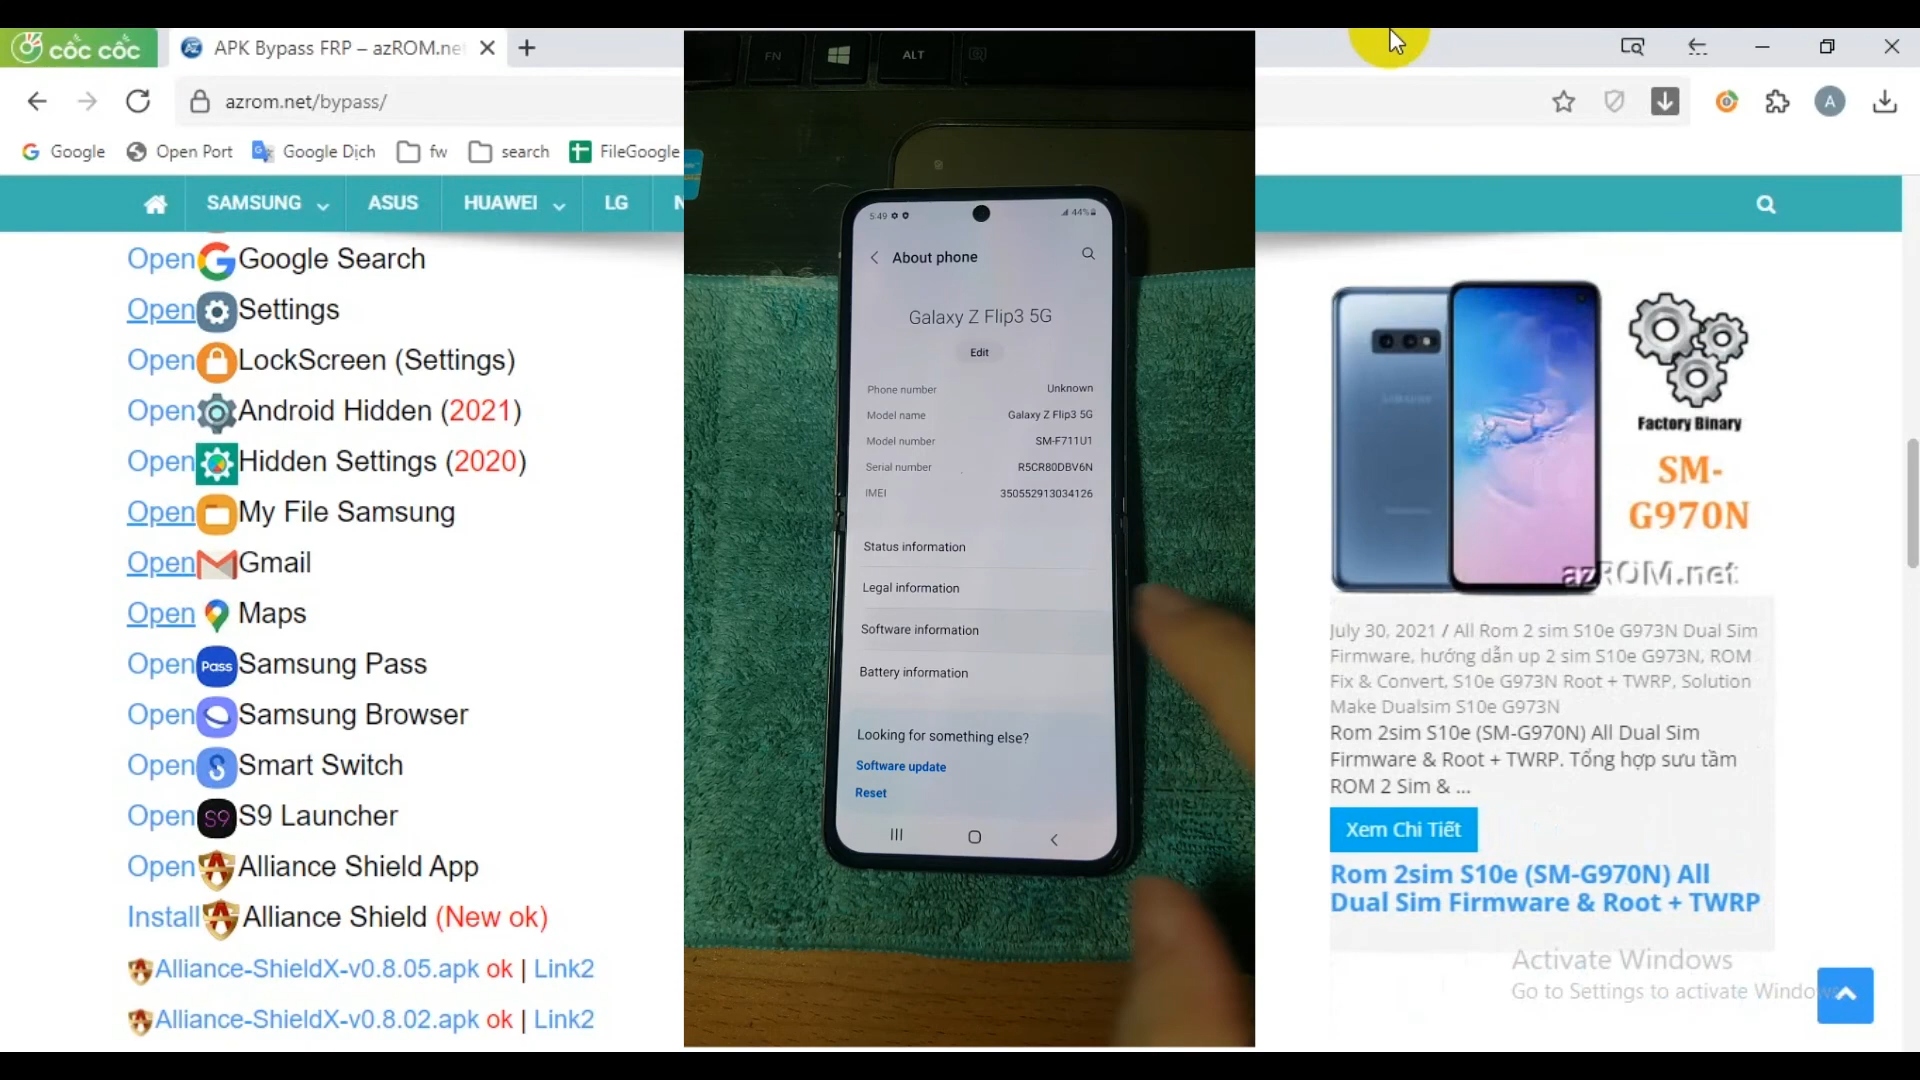 cốc cốc
APK Bypass FRP – azROM.ne
azrom.net/bypass/
A
Google
Open Port
Google Dịch
fw
search
FileGoogle
SAMSUNG
ASUS
HUAWEI
LG
Open Google Search
Open Settings
Open LockScreen (Settings)
Open Android Hidden (2021)
Open Hidden Settings (2020)
Open My File Samsung
Open Gmail
Open Maps
Open Pass Samsung Pass
Open Samsung Browser
Open Smart Switch
Open S9 S9 Launcher
Open Alliance Shield App
Install Alliance Shield (New ok)
Alliance-ShieldX-v0.8.05.apk ok | Link2
Alliance-ShieldX-v0.8.02.apk ok | Link2
FN
ALT
5:49
44%
About phone
Galaxy Z Flip3 5G
Edit
Phone number Unknown
Model name Galaxy Z Flip3 5G
Model number SM-F711U1
Serial number R5CR80DBV6N
IMEI 350552913034126
Status information
Legal information
Software information
Battery information
Looking for something else?
Software update
Reset
SAMSUNG
Factory Binary
SM-
G970N
azROM.net
July 30, 2021 / All Rom 2 sim S10e G973N Dual Sim
Firmware, hướng dẫn up 2 sim S10e G973N, ROM
Fix & Convert, S10e G973N Root + TWRP, Solution
Make Dualsim S10e G973N
Rom 2sim S10e (SM-G970N) All Dual Sim
Firmware & Root + TWRP. Tổng hợp sưu tầm
ROM 2 Sim & ...
Xem Chi Tiết
Rom 2sim S10e (SM-G970N) All
Dual Sim Firmware & Root + TWRP
Activate Windows
Go to Settings to activate Windows